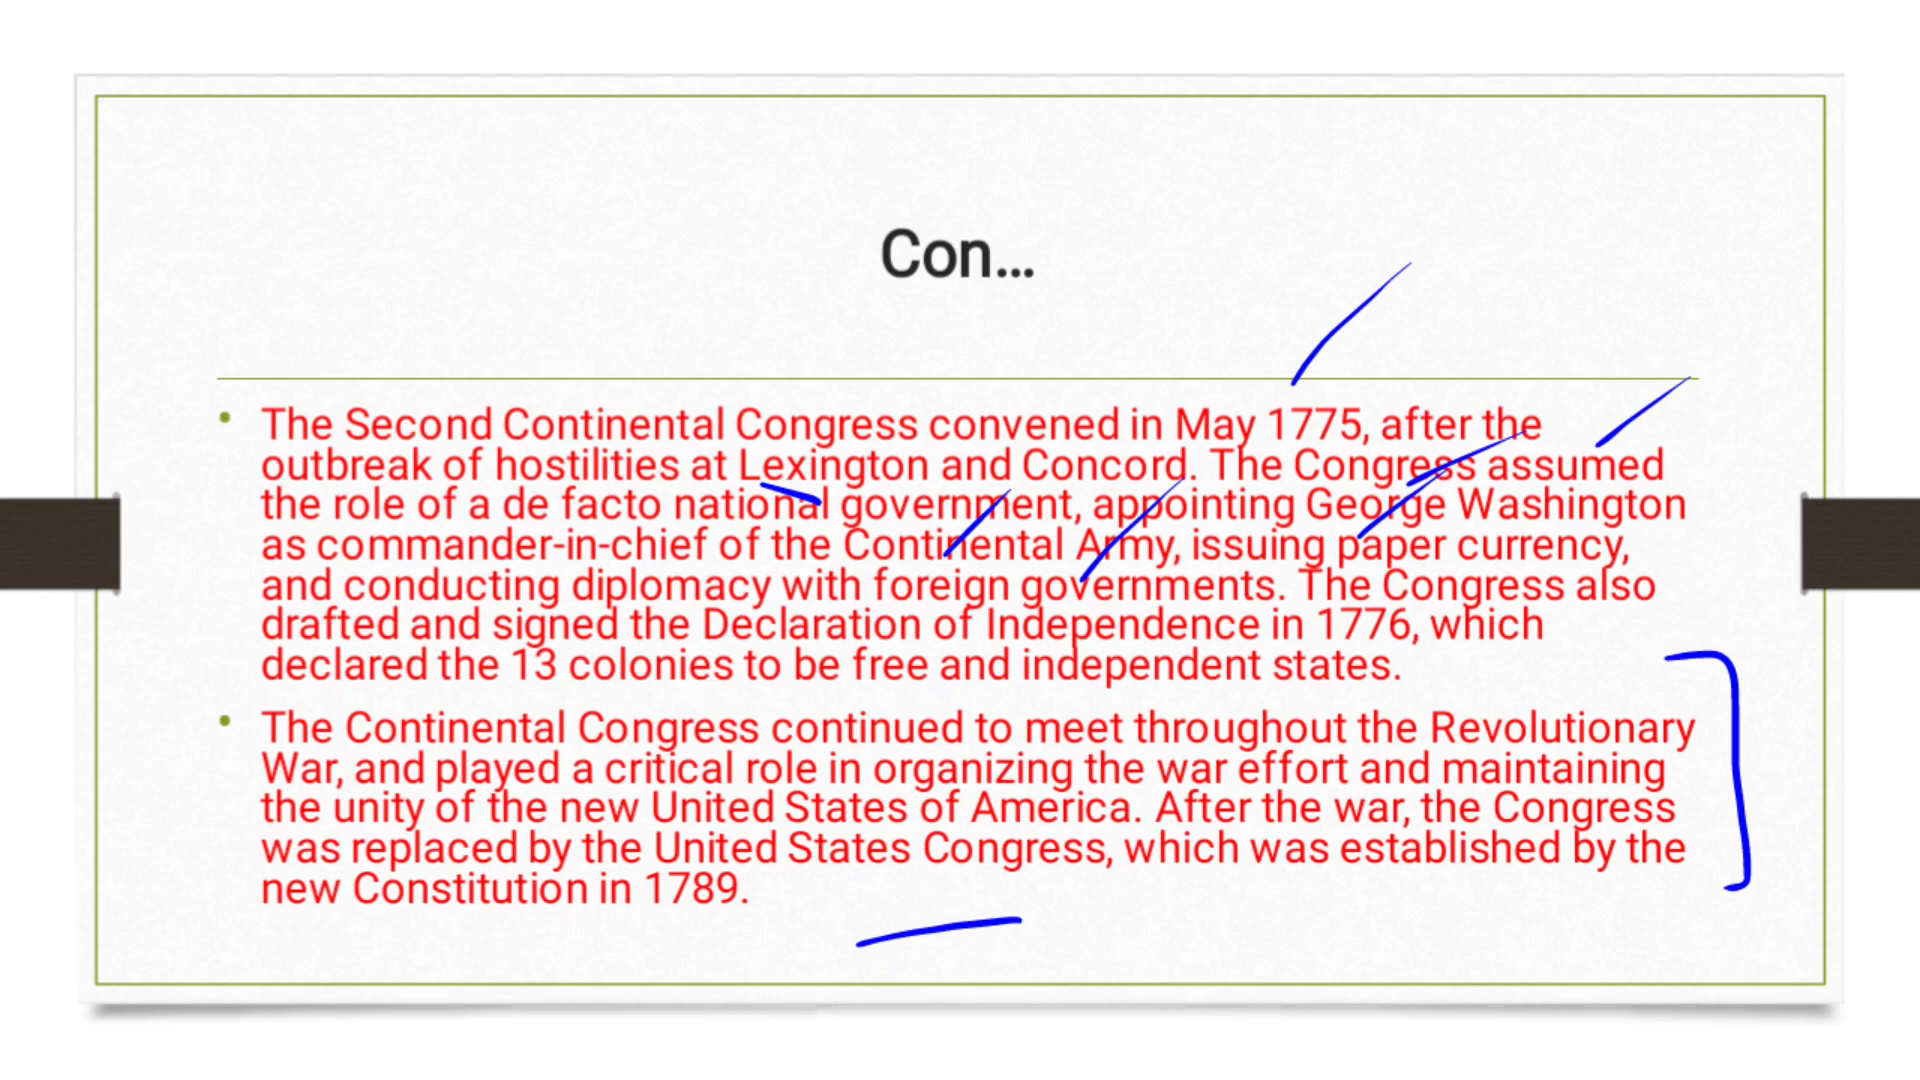 Con...
• The Second Continental Congress convened in May 1775, after the
outbreak of hostilities at Lexington and Concord. The Congress assumed
the role of a de facto national government, appointing George Washington
as commander-in-chief of the Continental Army, issuing paper currency,
and conducting diplomacy with foreign governments. The Congress also
drafted and signed the Declaration of Independence in 1776, which
declared the 13 colonies to be free and independent states.
• The Continental Congress continued to meet throughout the Revolutionary
War, and played a critical role in organizing the war effort and maintaining
the unity of the new United States of America. After the war, the Congress
was replaced by the United States Congress, which was established by the
new Constitution in 1789.